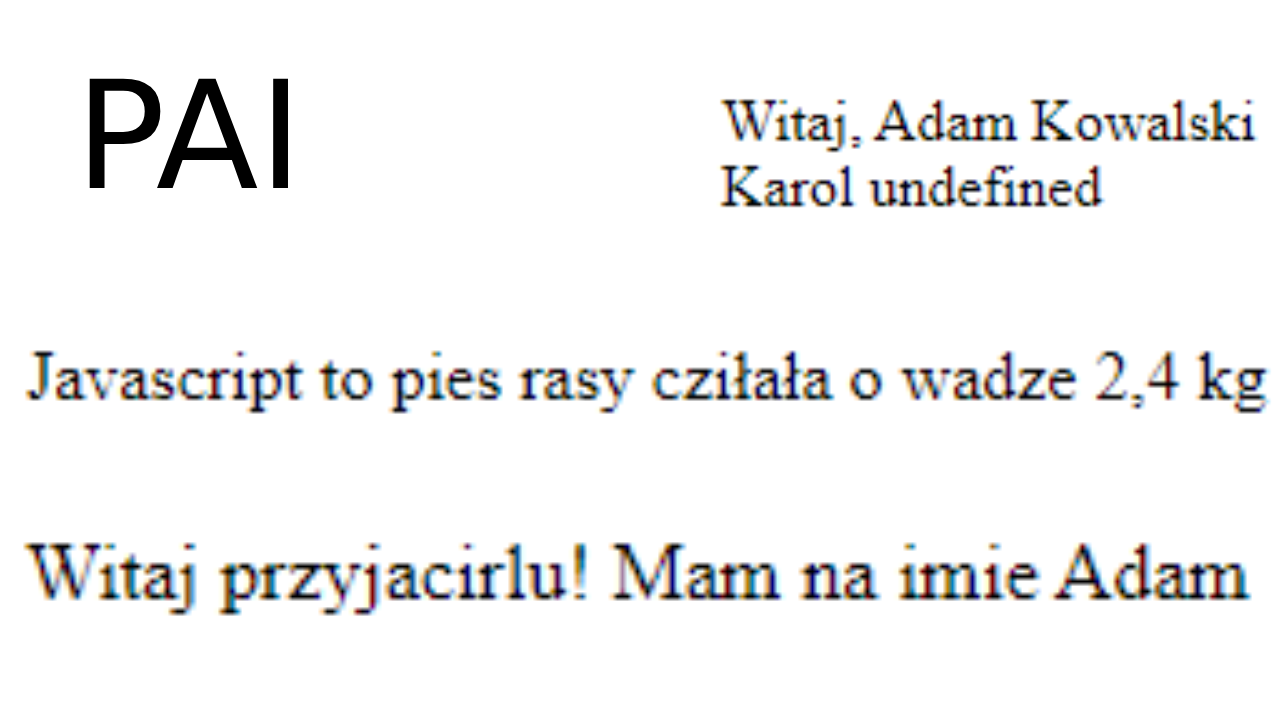 PAI
Witaj, Adam Kowalski
Karol undefined
Javascript to pies rasy cziłała o wadze 2,4 kg
Witaj przyjacirlu! Mam na imie Adam